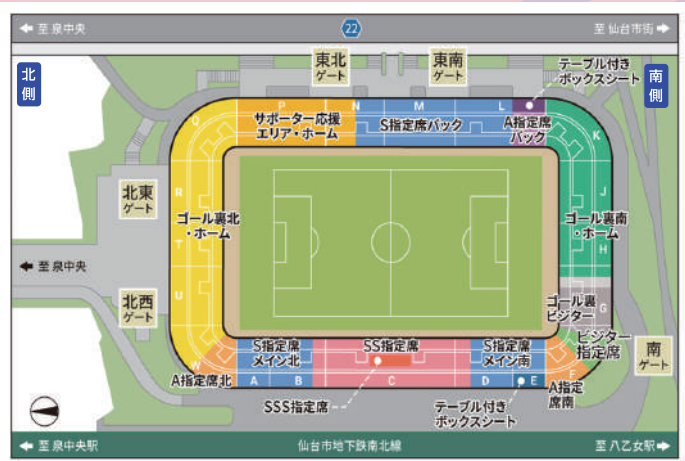 ← 至 泉中央
22
至 仙台市街 →
北
側
東北
ゲート
東南
ゲート
テーブル付き
ボックスシート
南
側
O
P
N
M
L
サポーター応援
エリア・ホーム
S指定席バック
A指定席
バック
K
北東
ゲート
R
ゴール裏北
・ホーム
T
J
ゴール裏南
・ホーム
H
← 至 泉中央
北西
ゲート
U
ゴール裏
ビジター
G
ビジター
指定席
南
ゲート
S指定席
メイン北
SS指定席
S指定席
メイン南
W
A指定席北
A
B
C
D
E
F
A指定
席南
SSS指定席
テーブル付き
ボックスシート
← 至 泉中央駅
仙台市地下鉄南北線
至 八乙女駅 →